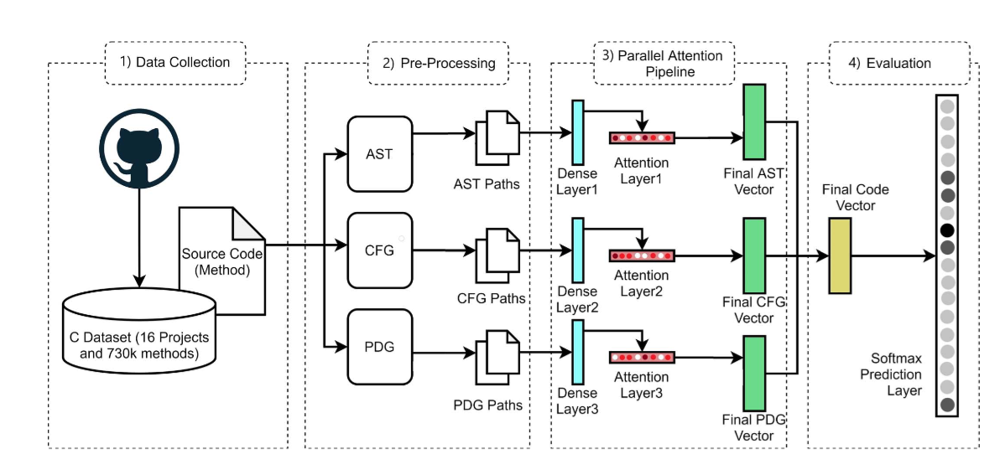 1) Data Collection
2) Pre-Processing
3) Parallel Attention
Pipeline
4) Evaluation
Source Code
(Method)
C Dataset (16 Projects
and 730k methods)
AST
AST Paths
CFG
CFG Paths
PDG
PDG Paths
Dense
Layer1
Attention
Layer1
Final AST
Vector
Dense
Layer2
Attention
Layer2
Final CFG
Vector
Dense
Layer3
Attention
Layer3
Final PDG
Vector
Final Code
Vector
Softmax
Prediction
Layer